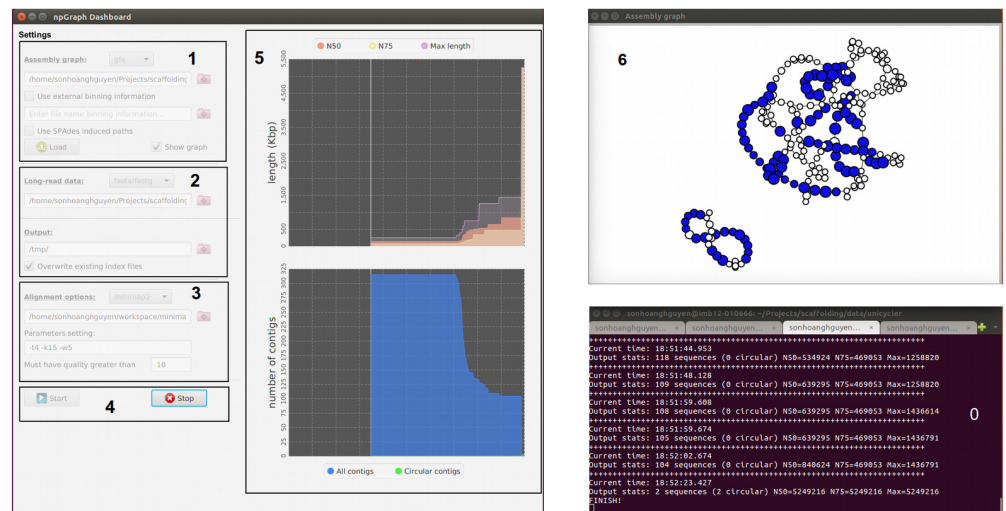 npGraph Dashboard
Settings
1
Assembly graph: gfa
/home/sonhoanghguyen/Projects/scaffolding
Use external binning information
Enter file name binning information...
Use SPAdes induced paths
Load
Show graph
2
Long-read data: fasta/fastq
/home/sonhoanghguyen/Projects/scaffolding
Output:
/tmp/
Overwrite existing index files
3
Alignment options: minimap2
/home/sonhoanghguyen/workspace/minima
Parameters setting:
-t4 -k15 -w5
Must have quality greater than 10
Start
4
Stop
5
N50 N75 Max length
length (Kbp)
5,500
4,500
3,500
2,500
1,500
500
0
number of contigs
325
300
275
250
225
200
175
150
125
100
75
50
25
0
All contigs Circular contigs
Assembly graph
6
sonhoanghguyen@imb12-010666: ~/Projects/scaffolding/data/unicycler
sonhoanghguyen... × sonhoanghguyen... × sonhoanghguyen... × sonhoanghguyen... ×
++++++++++++++++++++++++++++++++++++++++++++++++++++++++++++++++
Current time: 18:51:44.953
Output stats: 118 sequences (0 circular) N50=534924 N75=469053 Max=1258820
++++++++++++++++++++++++++++++++++++++++++++++++++++++++++++++++
Current time: 18:51:48.128
Output stats: 109 sequences (0 circular) N50=639295 N75=469053 Max=1258820
++++++++++++++++++++++++++++++++++++++++++++++++++++++++++++++++
Current time: 18:51:59.608
Output stats: 108 sequences (0 circular) N50=639295 N75=469053 Max=1436614
++++++++++++++++++++++++++++++++++++++++++++++++++++++++++++++++
Current time: 18:51:59.674
Output stats: 105 sequences (0 circular) N50=639295 N75=469053 Max=1436791
++++++++++++++++++++++++++++++++++++++++++++++++++++++++++++++++
Current time: 18:52:02.674
Output stats: 104 sequences (0 circular) N50=840624 N75=469053 Max=1436791
++++++++++++++++++++++++++++++++++++++++++++++++++++++++++++++++
Current time: 18:52:23.427
Output stats: 2 sequences (2 circular) N50=5249216 N75=5249216 Max=5249216
FINISH!
0